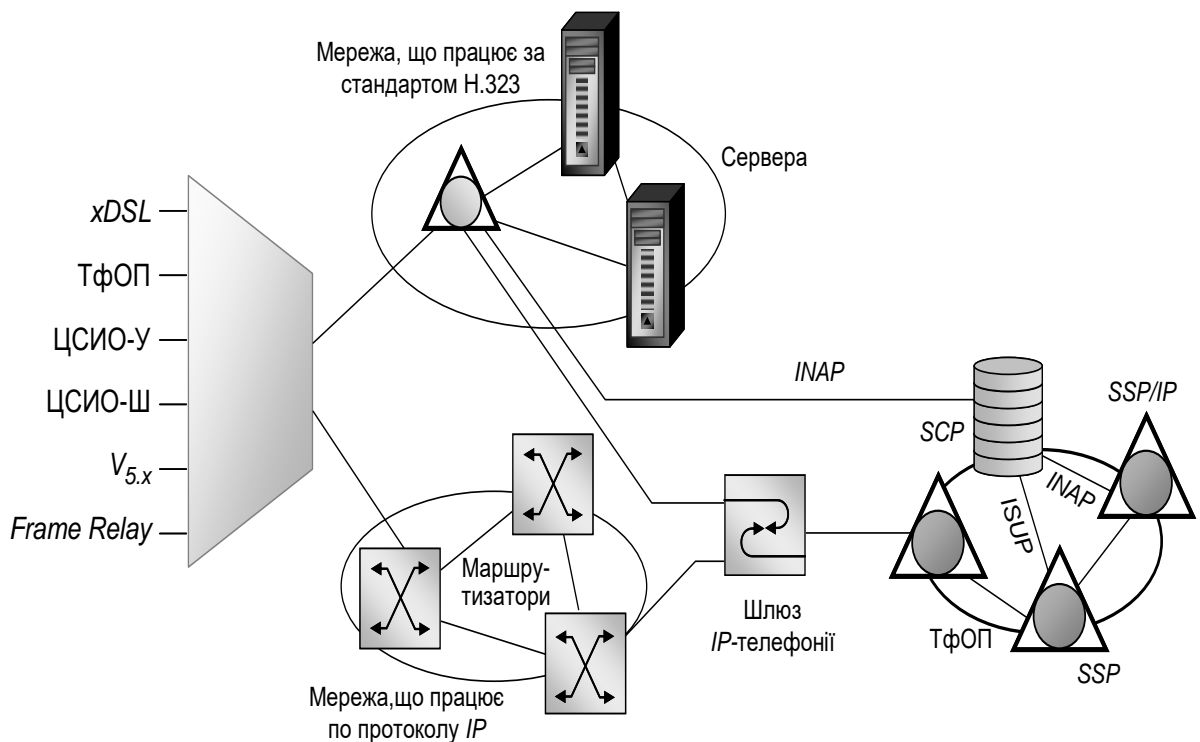 Мережа, що працює за
стандартом Н.323
Сервера
xDSL
ТфОП
ЦСИО-У
ЦСИО-Ш
V5.x
Frame Relay
INAP
SCP
SSP/IP
INAP
ISUP
Маршру-
тизатори
Шлюз
IP-телефонії
ТфОП
SSP
Мережа,що працює
по протоколу IP